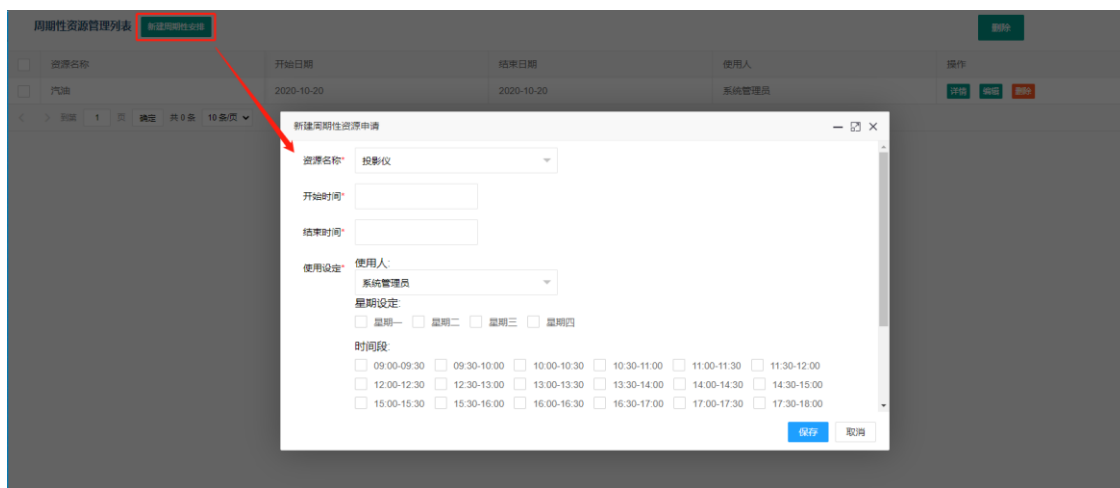 周期性资源管理列表 新建周期性安排 删除
资源名称 开始日期 结束日期 使用人 操作
汽油 2020-10-20 2020-10-20 系统管理员 详情 编辑 删除
到第 1 页 确定 共 0 条 10 条/页
新建周期性资源申请
资源名称* 投影仪
开始时间*
结束时间*
使用设定* 使用人:
系统管理员
星期设定:
星期一 星期二 星期三 星期四
时间段:
09:00-09:30 09:30-10:00 10:00-10:30 10:30-11:00 11:00-11:30 11:30-12:00
12:00-12:30 12:30-13:00 13:00-13:30 13:30-14:00 14:00-14:30 14:30-15:00
15:00-15:30 15:30-16:00 16:00-16:30 16:30-17:00 17:00-17:30 17:30-18:00
保存 取消